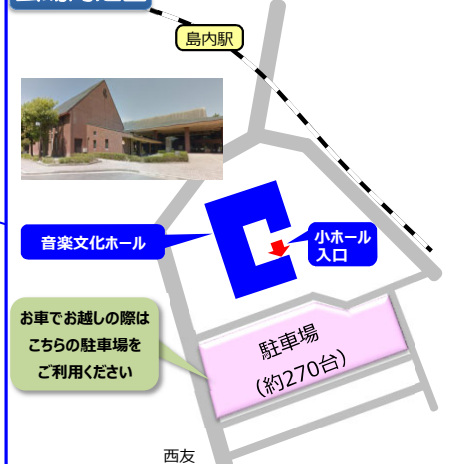 島内駅
音楽文化ホール
小ホール
入口
お車でお越しの際は
こちらの駐車場を
ご利用ください
駐車場
（約270台）
西友